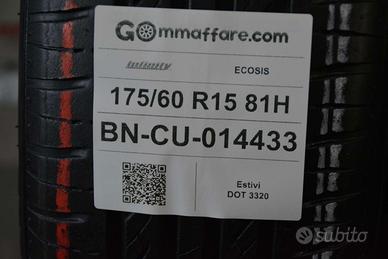 GOmmaffare.com
Infinity ECOSIS
175/60 R15 81H
BN-CU-014433
Estivi
DOT 3320
subito